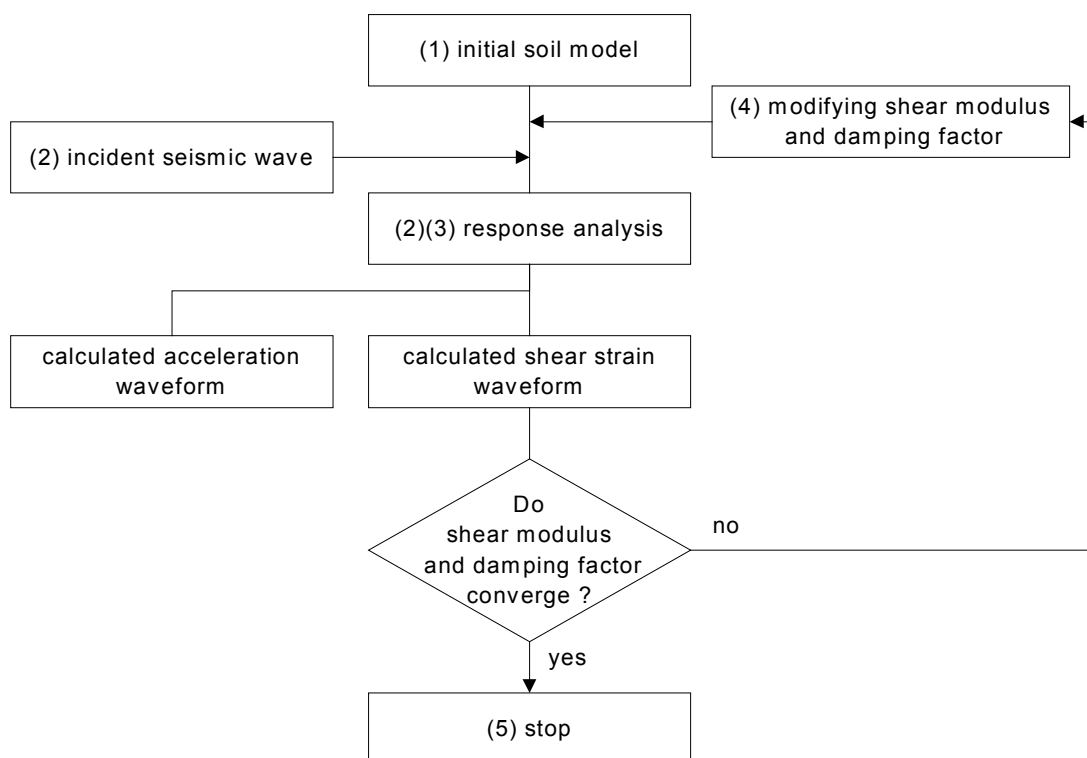 (1) initial soil model
(4) modifying shear modulus
and damping factor
(2) incident seismic wave
(2)(3) response analysis
calculated acceleration
waveform
calculated shear strain
waveform
Do
shear modulus
and damping factor
converge ?
no
yes
(5) stop